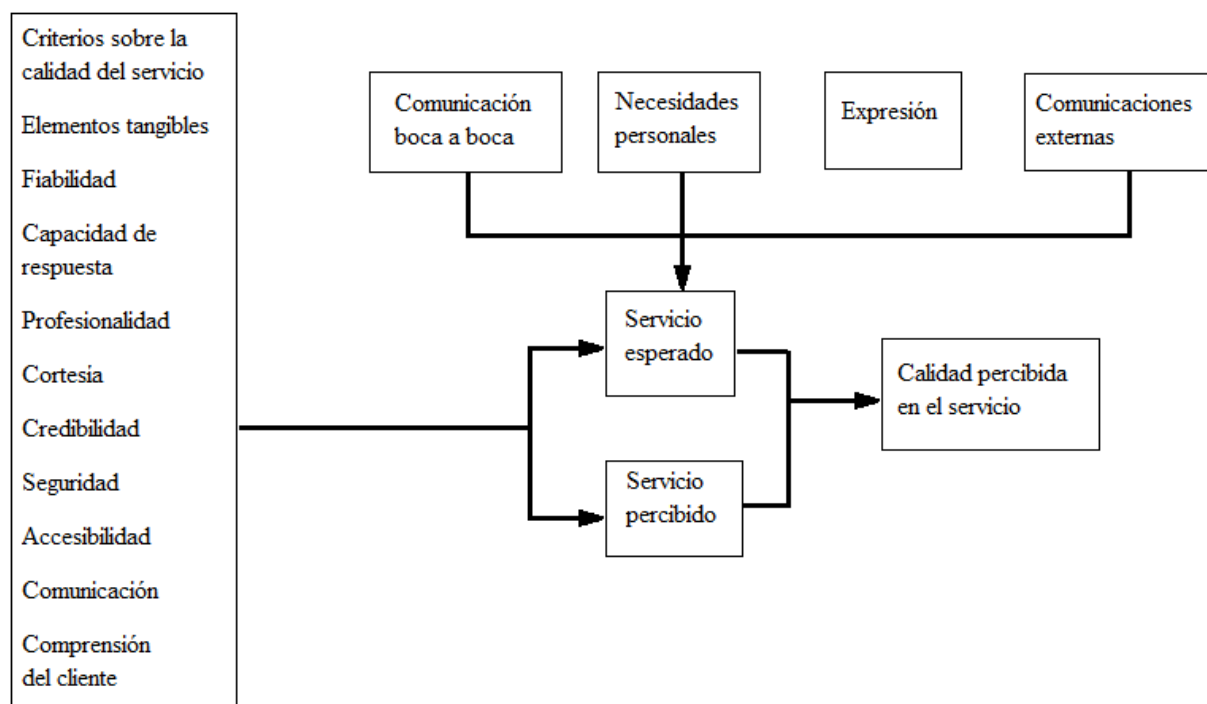 Criterios sobre la
calidad del servicio
Elementos tangibles
Fiabilidad
Capacidad de
respuesta
Profesionalidad
Cortesía
Credibilidad
Seguridad
Accesibilidad
Comunicación
Comprensión
del cliente
Comunicación
boca a boca
Necesidades
personales
Expresión
Comunicaciones
externas
Servicio
esperado
Servicio
percibido
Calidad percibida
en el servicio